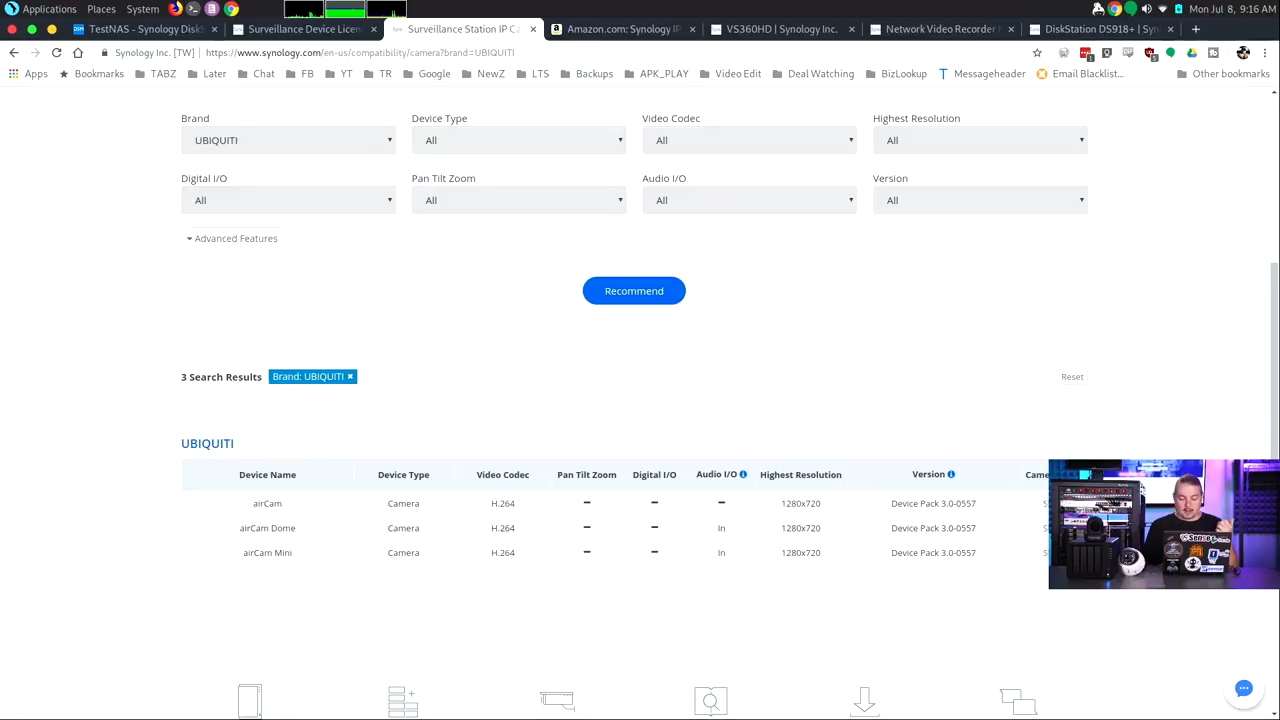 Applications Places System Mon Jul 8, 9:16
TestNAS - Synology Disk Surveillance Device Licen Surveillance Station IP C Amazon.com: Synology IP VS360HD | Synology Inc. Network Video Recorder DiskStation DS918+ | Syn
Synology Inc. [TW] https://www.synology.com/en-us/compatibility/camera?brand=UBIQUITI
Apps Bookmarks TABZ Later Chat FB YT TR Google NewZ LTS Backups APK_PLAY Video Edit Deal Watching BizLookup Messageheader Email Blacklist... Other bookmarks
Brand Device Type Video Codec Highest Resolution
UBIQUITI All All All
Digital I/O Pan Tilt Zoom Audio I/O Version
All All All All
Advanced Features
Recommend
3 Search Results Brand: UBIQUITI Reset
UBIQUITI
Device Name Device Type Video Codec Pan Tilt Zoom Digital I/O Audio I/O Highest Resolution Version Came
airCam Camera H.264 – – – 1280x720 Device Pack 3.0-0557 S
airCam Dome Camera H.264 – – In 1280x720 Device Pack 3.0-0557 S
airCam Mini Camera H.264 – – In 1280x720 Device Pack 3.0-0557 S